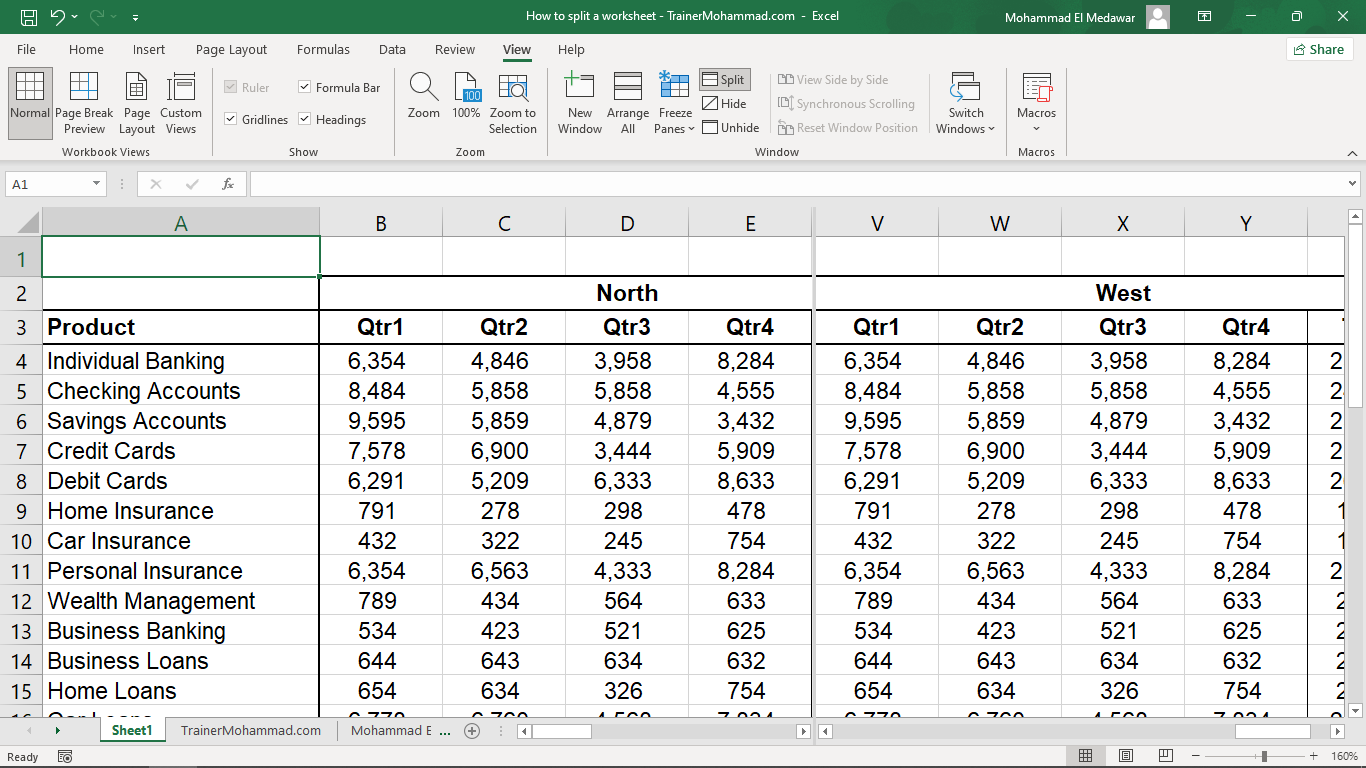 How to split a worksheet - TrainerMohammad.com - Excel
Mohammad El Medawar
File Home Insert Page Layout Formulas Data Review View Help Share
Normal Page Break Preview Page Layout Custom Views
Workbook Views
Ruler Formula Bar
Gridlines Headings
Show
Zoom 100% Zoom to Selection
Zoom
New Window Arrange All Freeze Panes
Split
Hide
Unhide
View Side by Side
Synchronous Scrolling
Reset Window Position
Switch Windows
Window
Macros
Macros
A1 fx
A B C D E V W X Y
1
2 North West
3 Product Qtr1 Qtr2 Qtr3 Qtr4 Qtr1 Qtr2 Qtr3 Qtr4
4 Individual Banking 6,354 4,846 3,958 8,284 6,354 4,846 3,958 8,284 2
5 Checking Accounts 8,484 5,858 5,858 4,555 8,484 5,858 5,858 4,555 2
6 Savings Accounts 9,595 5,859 4,879 3,432 9,595 5,859 4,879 3,432 2
7 Credit Cards 7,578 6,900 3,444 5,909 7,578 6,900 3,444 5,909 2
8 Debit Cards 6,291 5,209 6,333 8,633 6,291 5,209 6,333 8,633 2
9 Home Insurance 791 278 298 478 791 278 298 478 1
10 Car Insurance 432 322 245 754 432 322 245 754 1
11 Personal Insurance 6,354 6,563 4,333 8,284 6,354 6,563 4,333 8,284 2
12 Wealth Management 789 434 564 633 789 434 564 633 2
13 Business Banking 534 423 521 625 534 423 521 625 2
14 Business Loans 644 643 634 632 644 643 634 632 2
15 Home Loans 654 634 326 754 654 634 326 754 2
Sheet1 TrainerMohammad.com Mohammad E ...
Ready 160%